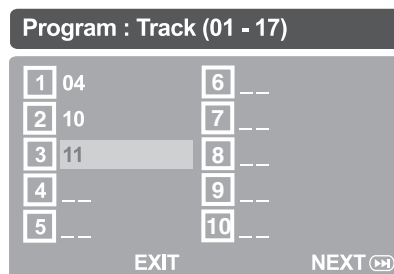 Program : Track (01 - 17)
1 04
2 10
3 11
4 _ _
5 _ _
6 _ _
7 _ _
8 _ _
9 _ _
10 _ _
EXIT
NEXT